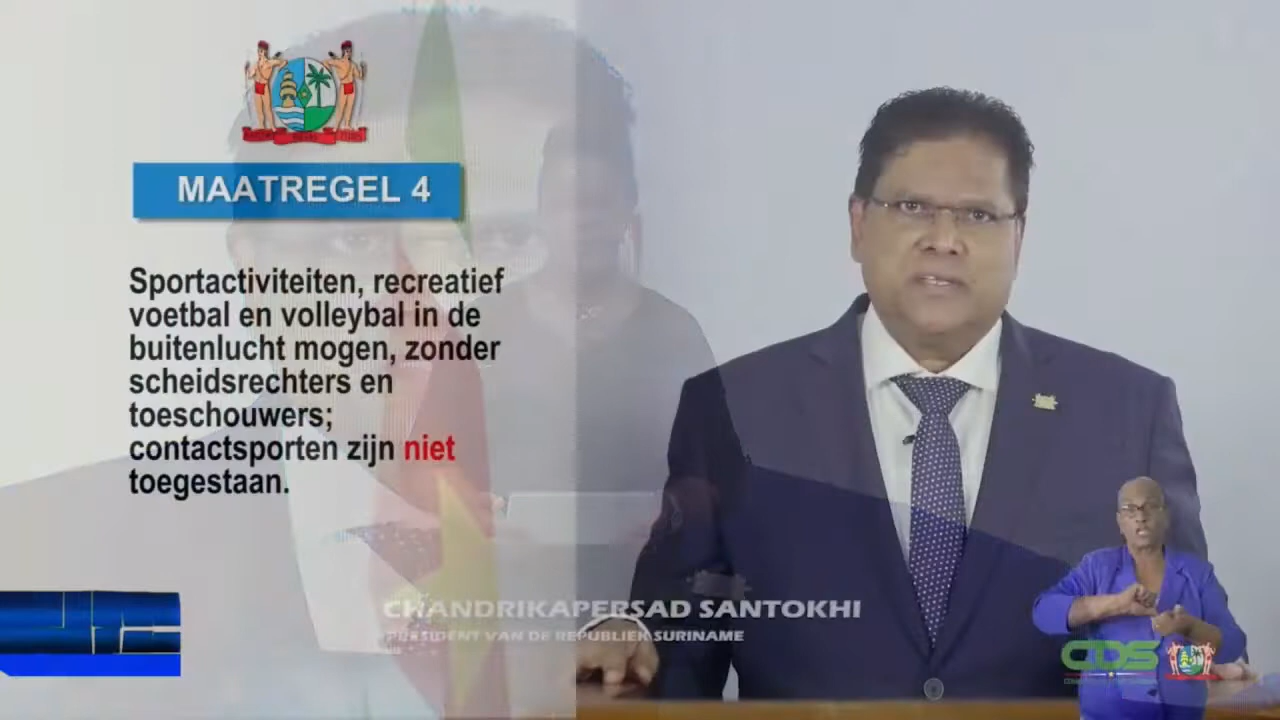 MAATREGEL 4
Sportactiviteiten, recreatief
voetbal en volleybal in de
buitenlucht mogen, zonder
scheidsrechters en
toeschouwers;
contactsporten zijn niet
toegestaan.
CHANDRIKAPERSAD SANTOKHI
PRESIDENT VAN DE REPUBLIEK SURINAME
CDS